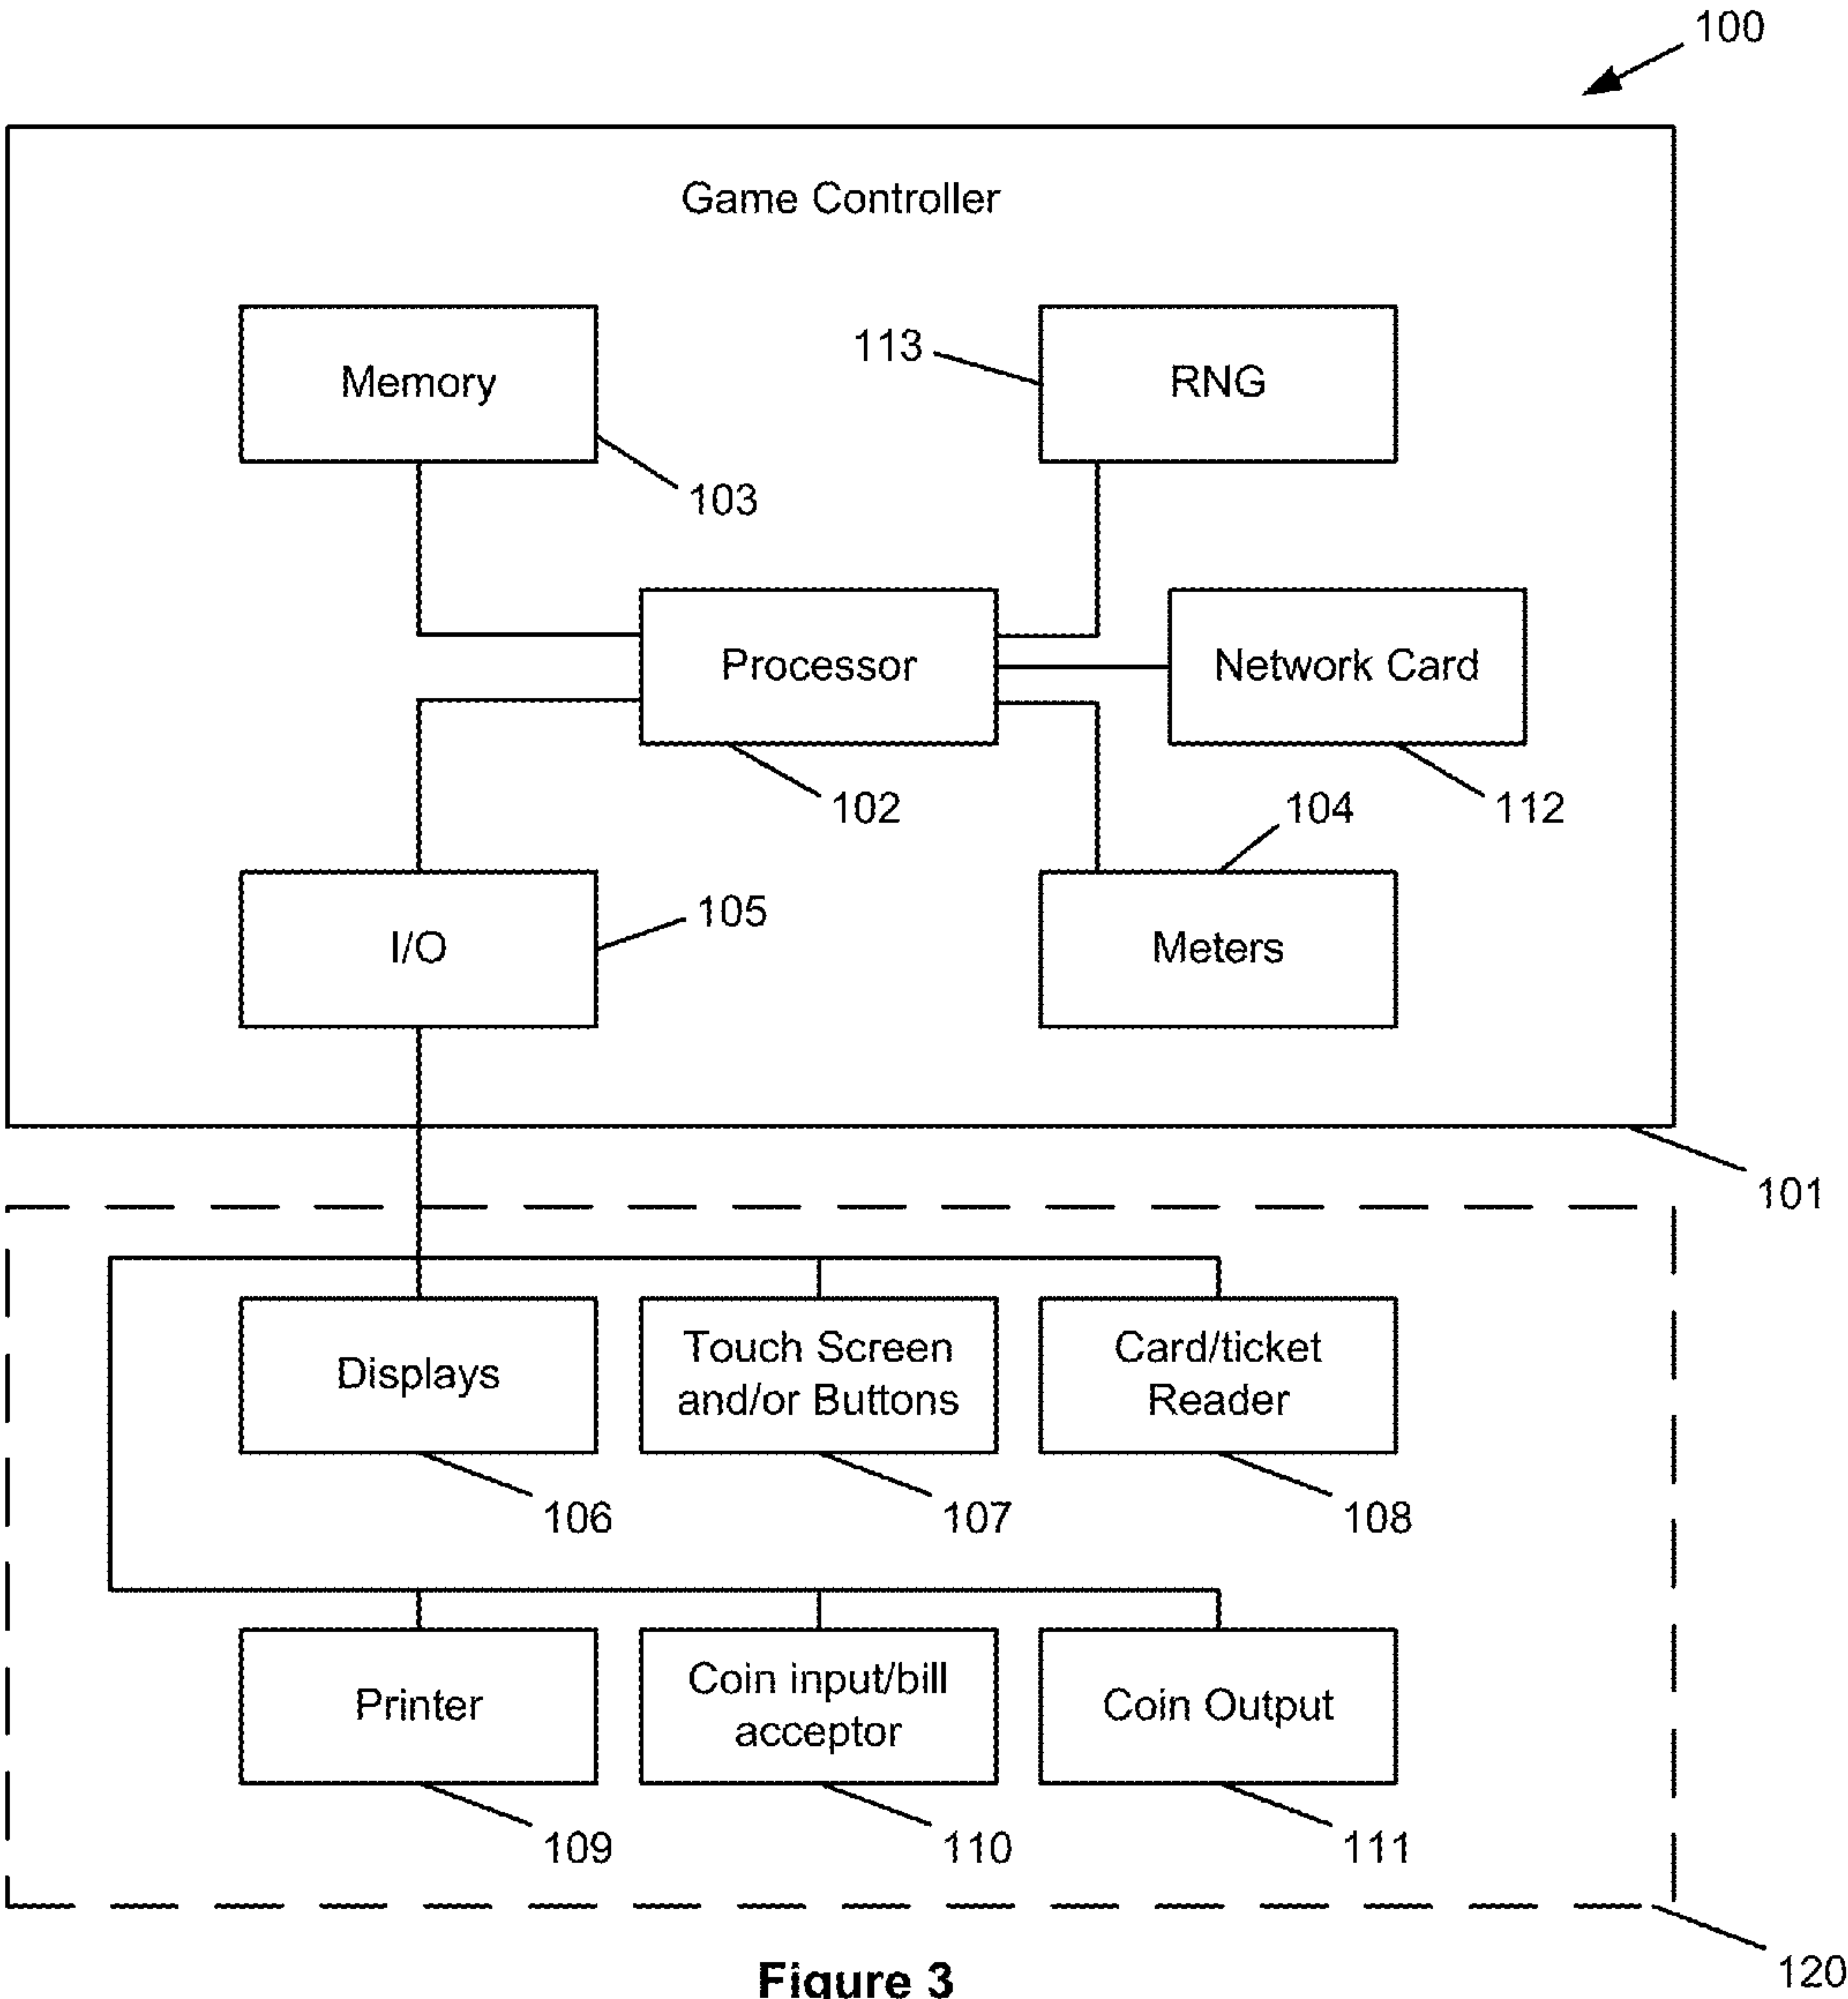 100
Game Controller
Memory
113
RNG
103
Processor
Network Card
102
104
112
I/O
105
Meters
101
Displays
Touch Screen
and/or Buttons
Card/ticket
Reader
106
107
108
Printer
Coin input/bill
acceptor
Coin Output
109
110
111
120
Figure 3